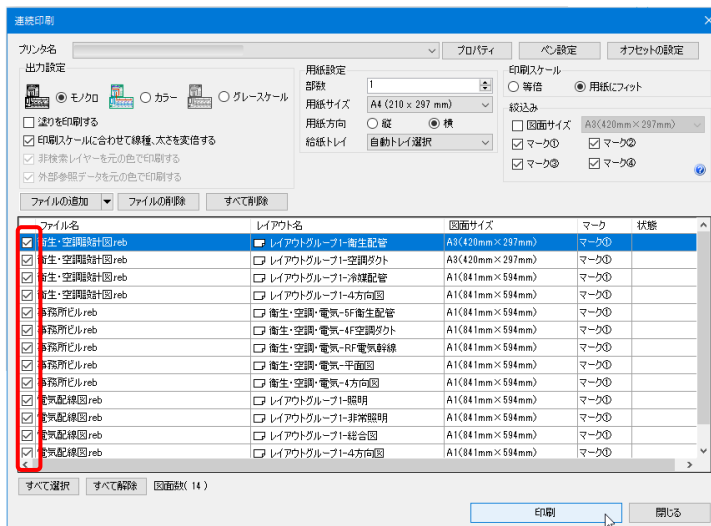 連続印刷
プリンタ名 プロパティ ペン設定 オフセットの設定
出力設定
モノクロ カラー グレースケール
塗りを印刷する
印刷スケールに合わせて線種、太さを変倍する
非検索レイヤーを元の色で印刷する
外部参照データを元の色で印刷する
用紙設定
部数 1
用紙サイズ A4 (210 x 297 mm)
用紙方向 縦 横
給紙トレイ 自動トレイ選択
印刷スケール
等倍 用紙にフィット
絞込み
図面サイズ A3(420mm×297mm)
マーク① マーク②
マーク③ マーク④
ファイルの追加 ファイルの削除 すべて削除
ファイル名 レイアウト名 図面サイズ マーク 状態
衛生・空調設計図.reb レイアウトグループ1-衛生配管 A3(420mm×297mm) マーク①
衛生・空調設計図.reb レイアウトグループ1-空調ダクト A3(420mm×297mm) マーク①
衛生・空調設計図.reb レイアウトグループ1-冷媒配管 A1(841mm×594mm) マーク①
衛生・空調設計図.reb レイアウトグループ1-4方向図 A1(841mm×594mm) マーク①
事務所ビル.reb 衛生・空調・電気-5F衛生配管 A1(841mm×594mm) マーク①
事務所ビル.reb 衛生・空調・電気-4F空調ダクト A1(841mm×594mm) マーク①
事務所ビル.reb 衛生・空調・電気-RF電気幹線 A1(841mm×594mm) マーク①
事務所ビル.reb 衛生・空調・電気-平面図 A1(841mm×594mm) マーク①
事務所ビル.reb 衛生・空調・電気-4方向図 A1(841mm×594mm) マーク①
電気配線図.reb レイアウトグループ1-照明 A1(841mm×594mm) マーク①
電気配線図.reb レイアウトグループ1-非常照明 A1(841mm×594mm) マーク①
電気配線図.reb レイアウトグループ1-総合図 A1(841mm×594mm) マーク①
電気配線図.reb レイアウトグループ1-4方向図 A1(841mm×594mm) マーク①
すべて選択 すべて解除 図面数( 14 )
印刷 閉じる